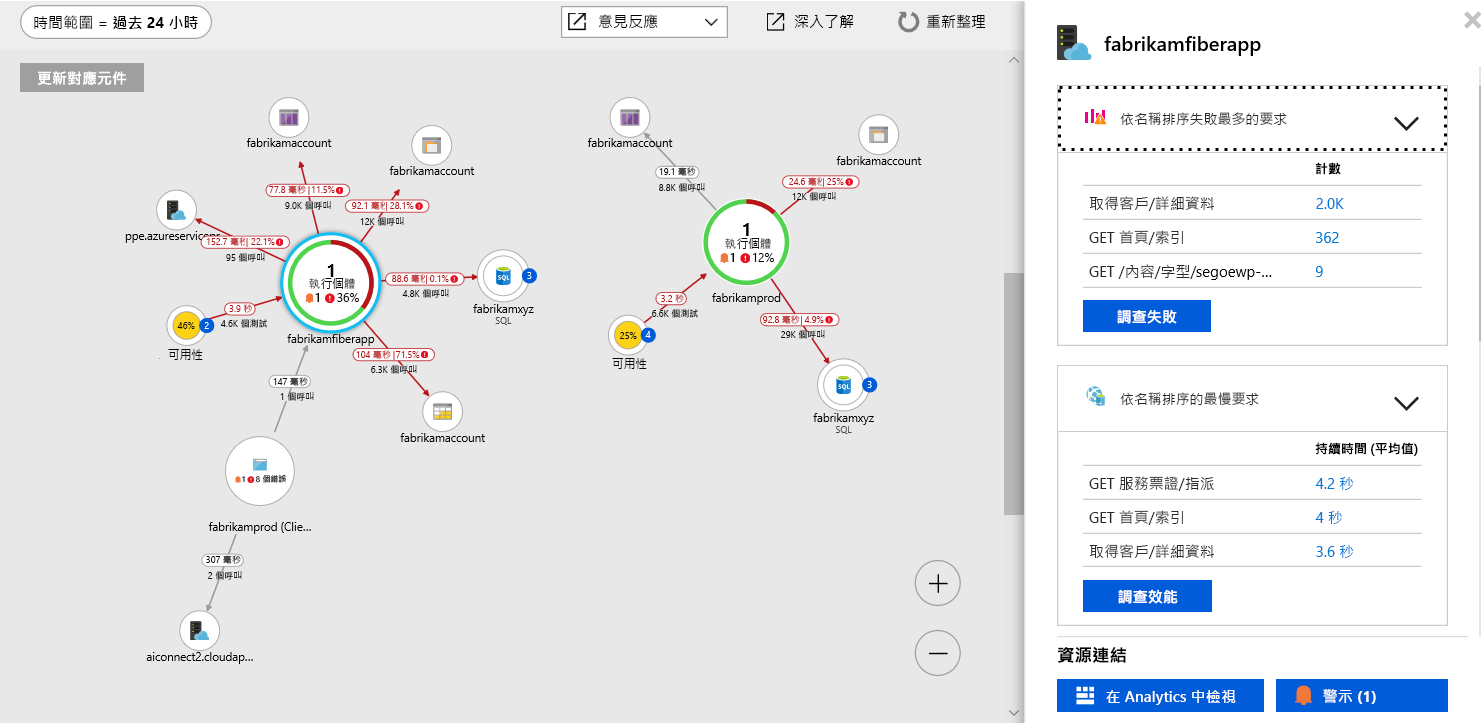 時間範圍 = 過去 24 小時
意見反應
深入了解
重新整理
更新對應元件
fabrikamaccount
77.8 毫秒 | 11.5%
9.0K 個呼叫
fabrikamaccount
92.1 毫秒 | 28.1%
12K 個呼叫
152.7 毫秒 | 22.1%
95 個呼叫
1
執行個體
1 36%
fabrikamfiberapp
88.6 毫秒 | 0.1%
4.8K 個呼叫
3
fabrikamxyz
SQL
46%
2
可用性
3.9 秒
4.6K 個測試
104 毫秒 | 71.5%
6.3K 個呼叫
fabrikamaccount
147 毫秒
1 個呼叫
1 8 個錯誤
fabrikamprod (Clie...
307 毫秒
2 個呼叫
aiconnect2.cloudap...
fabrikamaccount
19.1 毫秒
8.8K 個呼叫
fabrikamaccount
24.6 毫秒 | 25%
12K 個呼叫
1
執行個體
1 12%
fabrikamprod
3.2 秒
6.6K 個測試
25%
4
可用性
92.8 毫秒 | 4.9%
29K 個呼叫
SQL
3
fabrikamxyz
SQL
fabrikamfiberapp
依名稱排序失敗最多的要求
計數
取得客戶/詳細資料 2.0K
GET 首頁/索引 362
GET /內容/字型/segoewp-... 9
調查失敗
依名稱排序的最慢要求
持續時間 (平均值)
GET 服務票證/指派 4.2 秒
GET 首頁/索引 4 秒
取得客戶/詳細資料 3.6 秒
調查效能
資源連結
在 Analytics 中檢視
警示 (1)